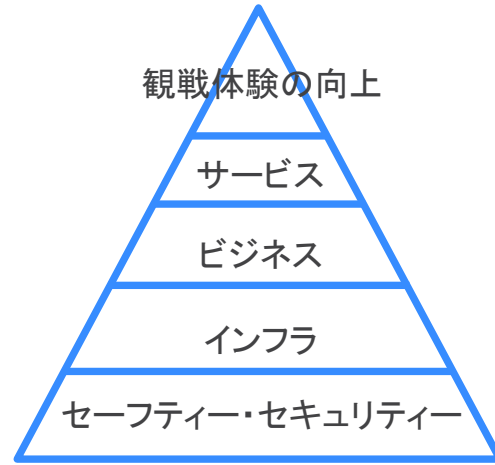 観戦体験の向上
サービス
ビジネス
インフラ
セーフティー・セキュリティー